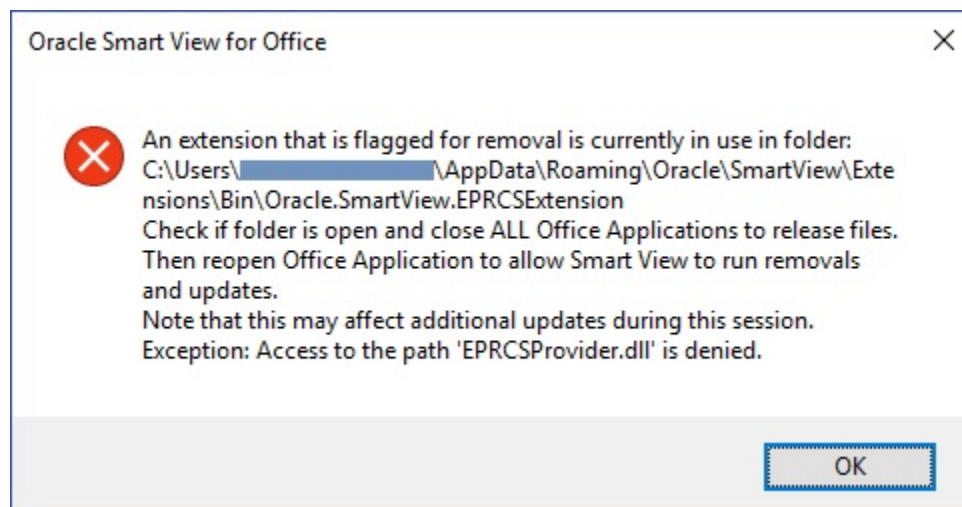 Oracle Smart View for Office
An extension that is flagged for removal is currently in use in folder:
C:\Users\ \AppData\Roaming\Oracle\SmartView\Exte
nsions\Bin\Oracle.SmartView.EPRCSExtension
Check if folder is open and close ALL Office Applications to release files.
Then reopen Office Application to allow Smart View to run removals
and updates.
Note that this may affect additional updates during this session.
Exception: Access to the path 'EPRCSProvider.dll' is denied.
OK